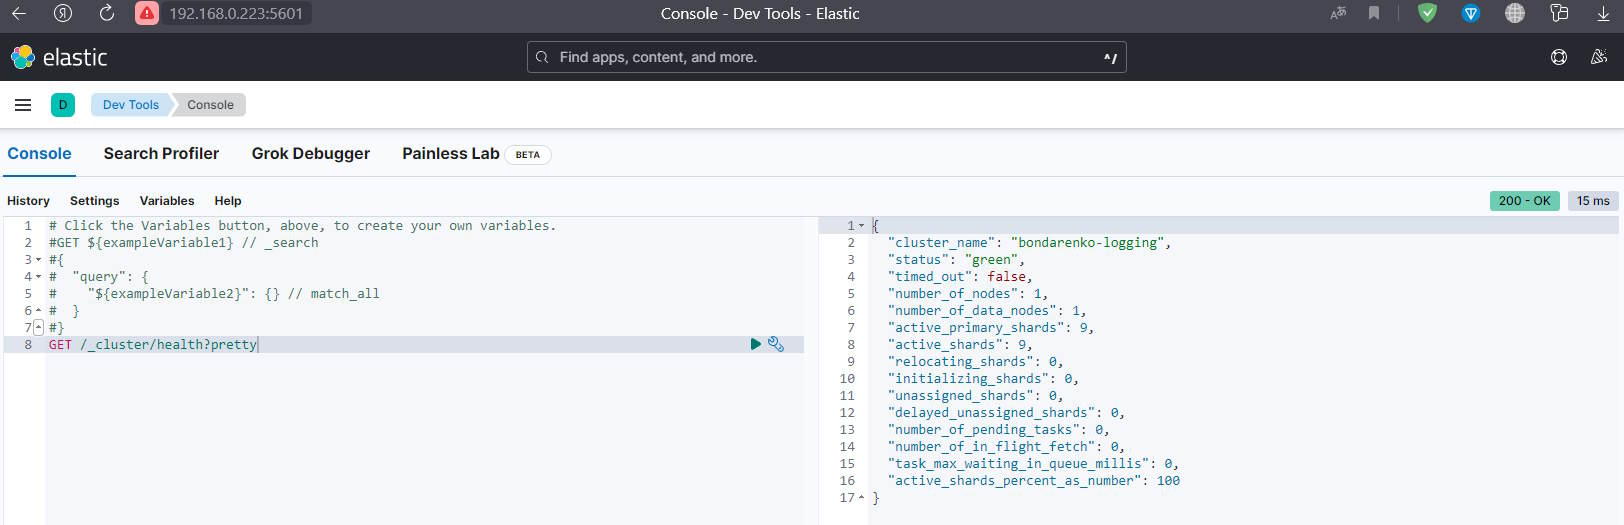 192.168.0.223:5601
Console - Dev Tools - Elastic
elastic
Find apps, content, and more.
^/
D
Dev Tools
Console
Console
Search Profiler
Grok Debugger
Painless Lab
BETA
History
Settings
Variables
Help
200 - OK
15 ms
1 # Click the Variables button, above, to create your own variables.
2 #GET ${exampleVariable1} // _search
3 #{
4 #  "query": {
5 #    "${exampleVariable2}": {} // match_all
6 #  }
7 #}
8 GET /_cluster/health?pretty
1 {
2   "cluster_name": "bondarenko-logging",
3   "status": "green",
4   "timed_out": false,
5   "number_of_nodes": 1,
6   "number_of_data_nodes": 1,
7   "active_primary_shards": 9,
8   "active_shards": 9,
9   "relocating_shards": 0,
10   "initializing_shards": 0,
11   "unassigned_shards": 0,
12   "delayed_unassigned_shards": 0,
13   "number_of_pending_tasks": 0,
14   "number_of_in_flight_fetch": 0,
15   "task_max_waiting_in_queue_millis": 0,
16   "active_shards_percent_as_number": 100
17 }